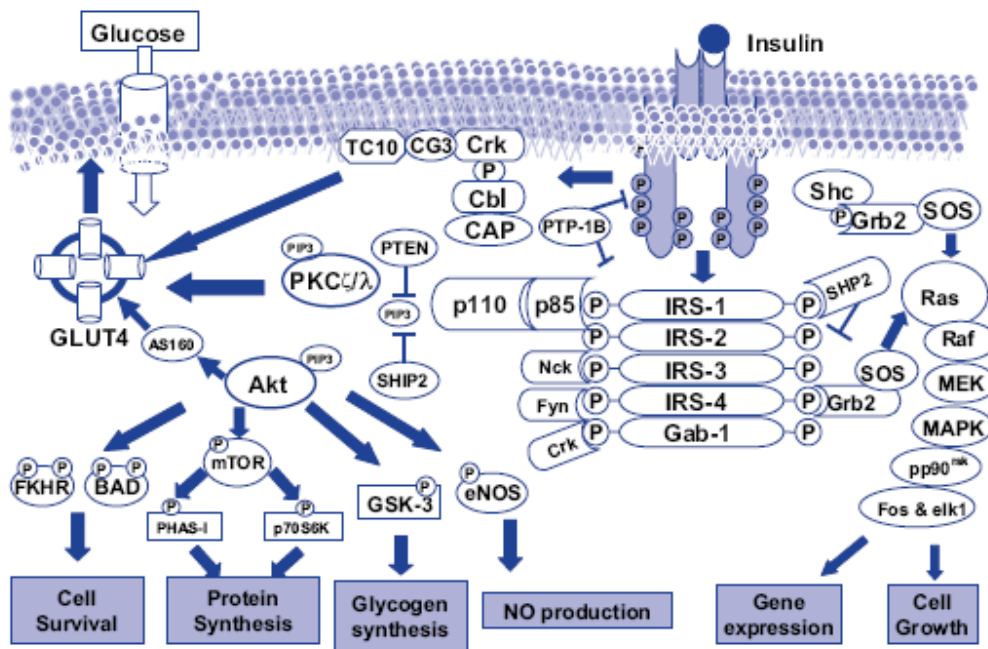 Glucose
Insulin
TC10
CG3
Crk
P
Cbl
CAP
PTP-1B
P
P
P
P
P
P
P
P
P
P
P
Shc
P
Grb2
SOS
PIP3
PKCζ/λ
PTEN
PIP3
SHIP2
GLUT4
AS160
Akt
PIP3
p110
p85
P
IRS-1
P
SHP2
P
IRS-2
P
Nck
P
IRS-3
P
Fyn
P
IRS-4
P
Grb2
SOS
Crk
P
Gab-1
P
Ras
Raf
MEK
MAPK
pp90rsk
Fos & elk1
P
P
FKHR
P
P
BAD
P
mTOR
P
PHAS-I
P
p70S6K
P
GSK-3
P
eNOS
Cell
Survival
Protein
Synthesis
Glycogen
synthesis
NO production
Gene
expression
Cell
Growth